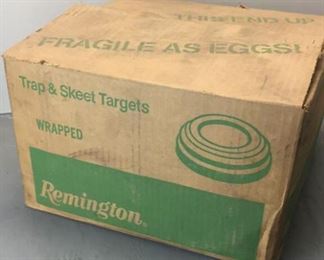 THIS END UP
FRAGILE AS EGGS!
Trap & Skeet Targets
WRAPPED
Remington®